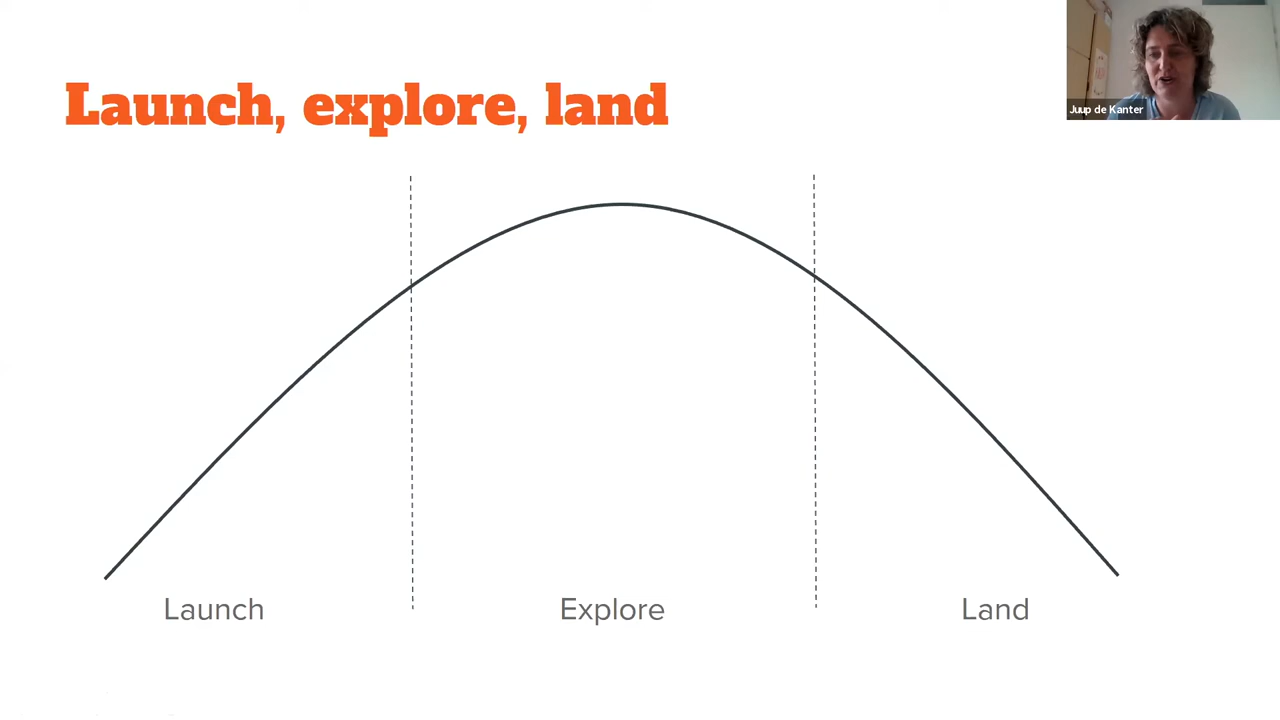 Launch, explore, land
Juup de Kanter
Launch
Explore
Land